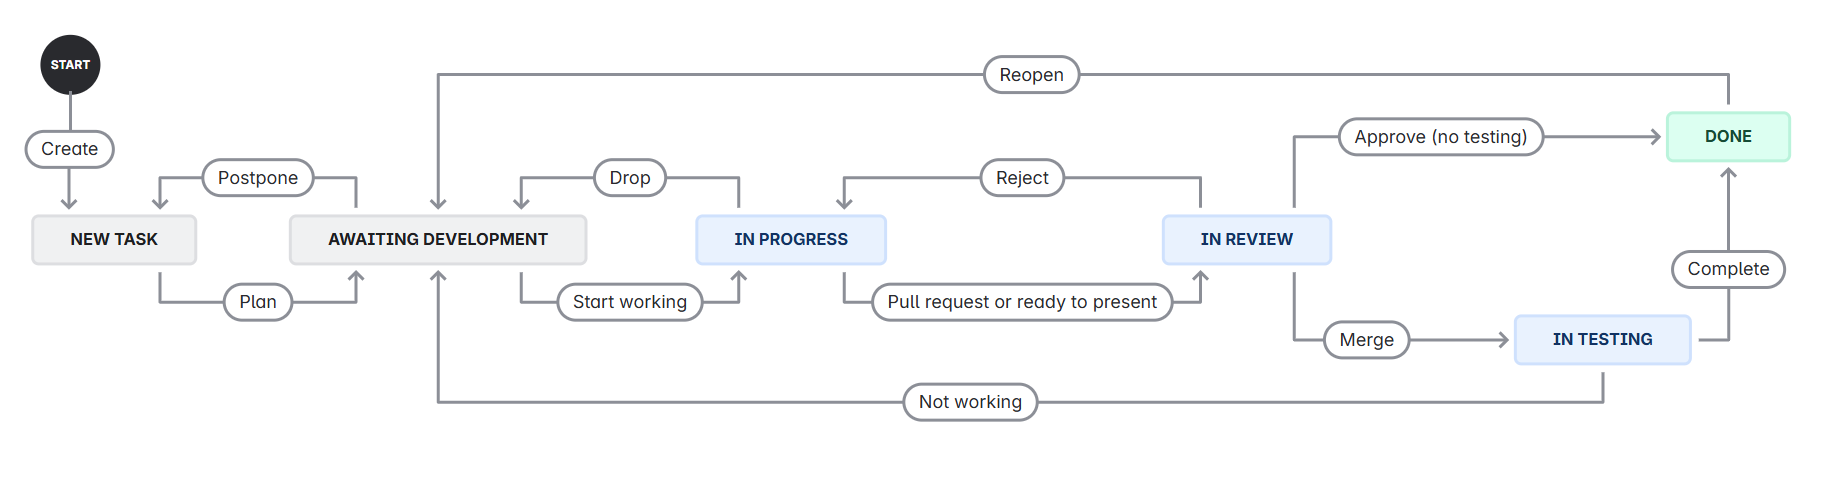 START
Reopen
Approve (no testing)
DONE
Create
Postpone
Drop
Reject
NEW TASK
AWAITING DEVELOPMENT
IN PROGRESS
IN REVIEW
Complete
Plan
Start working
Pull request or ready to present
Merge
IN TESTING
Not working